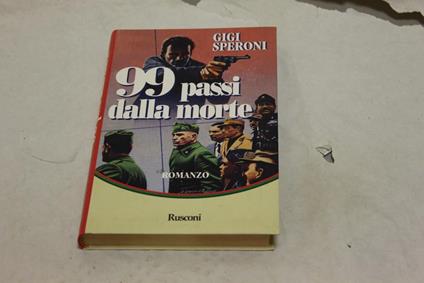 GIGI
SPERONI
99 passi
dalla morte
ROMANZO
Rusconi